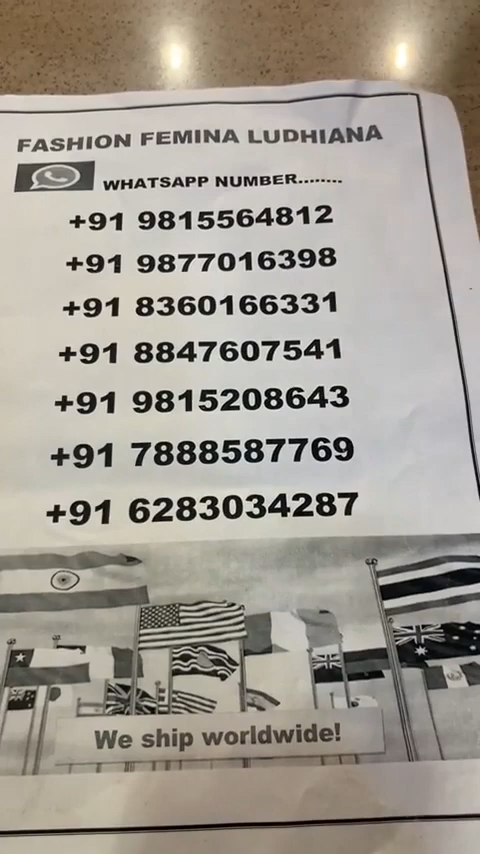 FASHION FEMINA LUDHIANA
WHATSAPP NUMBER........
+91 9815564812
+91 9877016398
+91 8360166331
+91 8847607541
+91 9815208643
+91 7888587769
+91 6283034287
We ship worldwide!